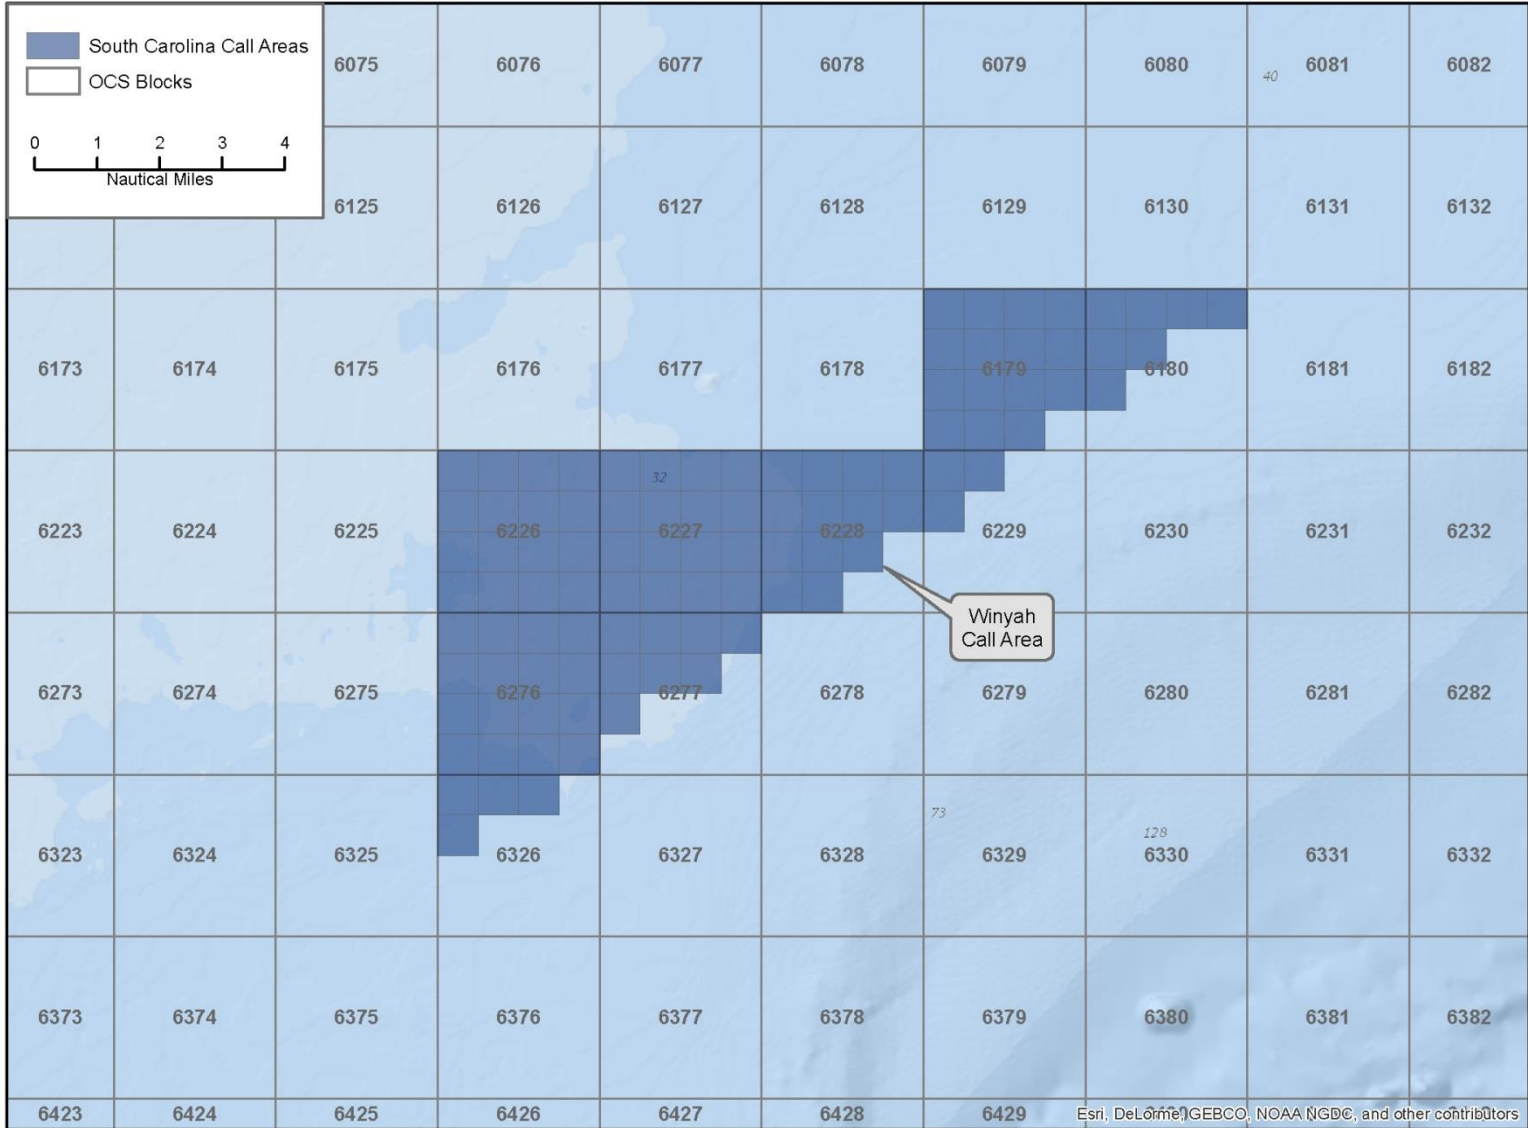 South Carolina Call Areas
OCS Blocks
0 1 2 3 4
Nautical Miles
6075 6076 6077 6078 6079 6080 40 6081 6082
6125 6126 6127 6128 6129 6130 6131 6132
6173 6174 6175 6176 6177 6178 6179 6180 6181 6182
32
6223 6224 6225 6226 6227 6228 6229 6230 6231 6232
Winyah
Call Area
6273 6274 6275 6276 6277 6278 6279 6280 6281 6282
73
128
6323 6324 6325 6326 6327 6328 6329 6330 6331 6332
6373 6374 6375 6376 6377 6378 6379 6380 6381 6382
6423 6424 6425 6426 6427 6428 6429
Esri, DeLorme, GEBCO, NOAA NGDC, and other contributors